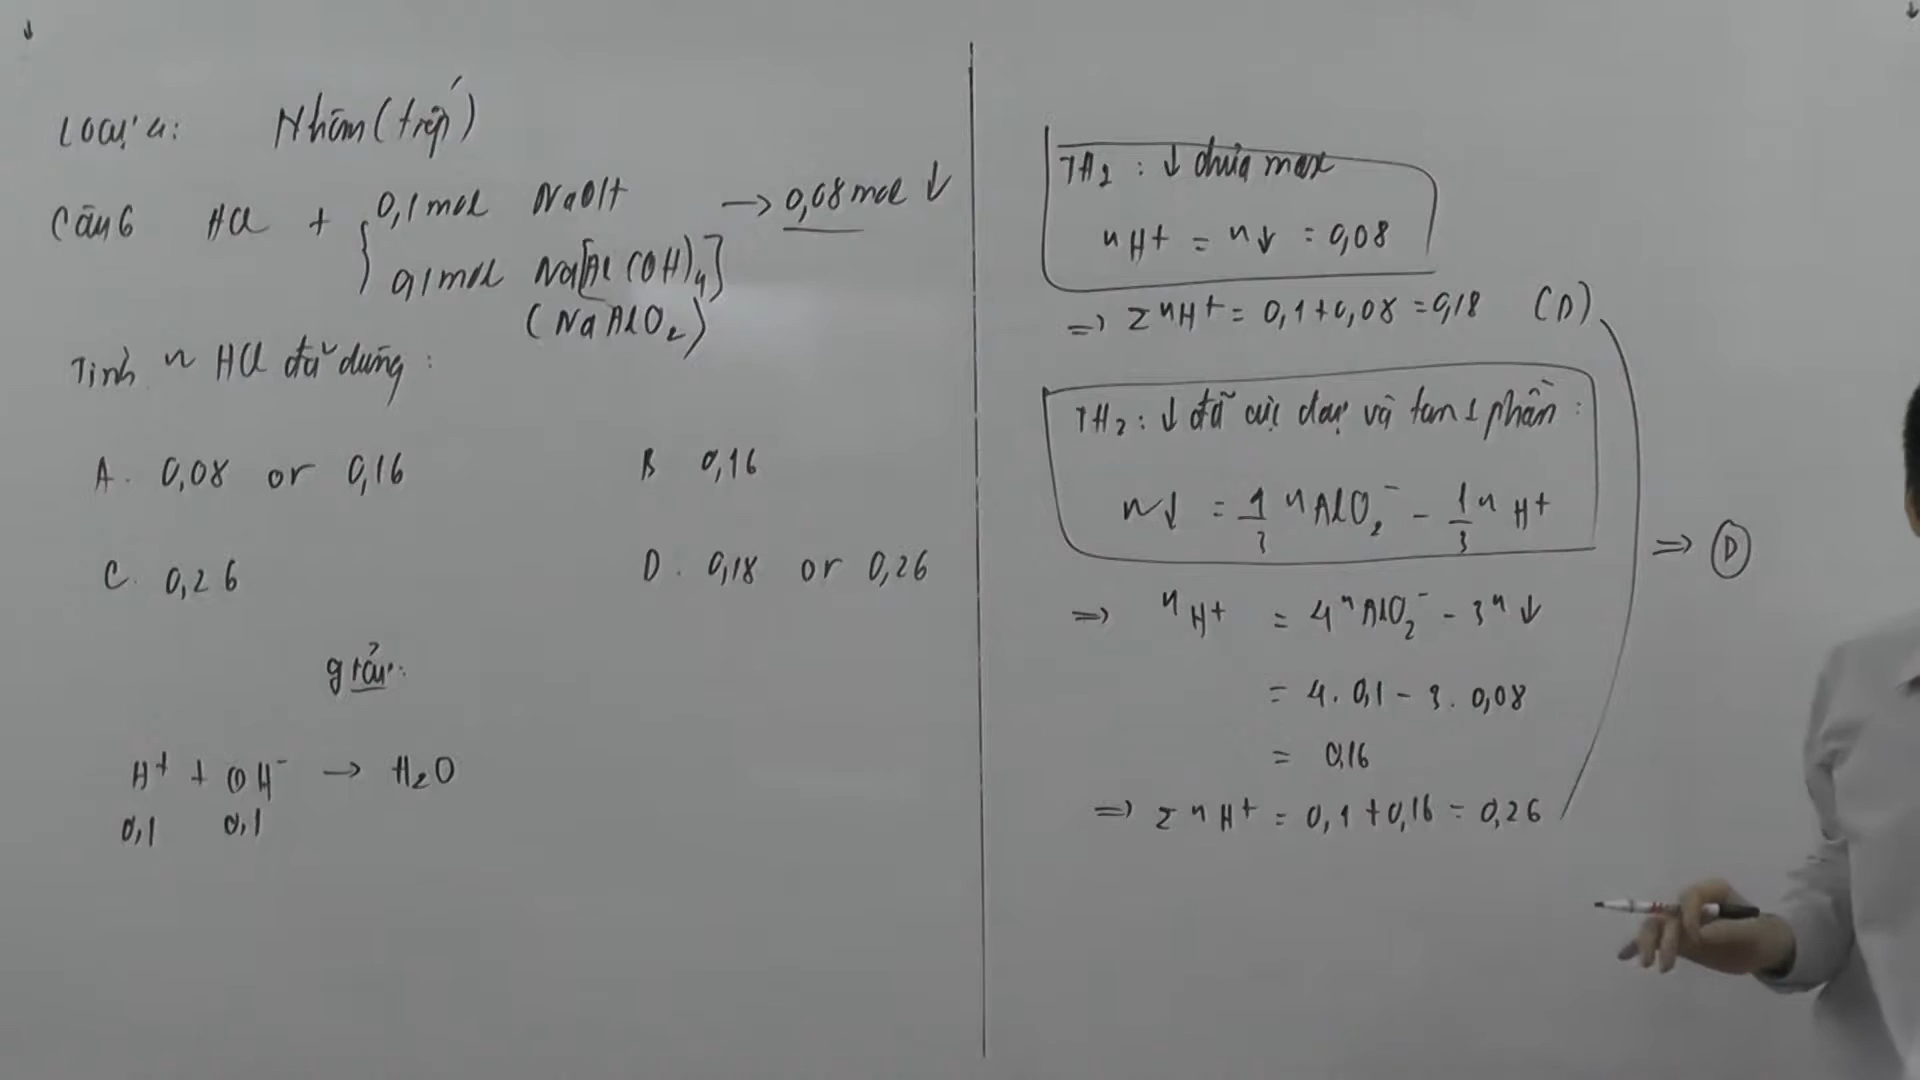 Loại 4: Nhôm (tiếp)
Câu 6 HCl + { 0,1 mol NaOH → 0,08 mol ↓
0,1 mol Na[Al(OH)4]
(NaAlO2)
Tính n HCl đã dùng :
A. 0,08 or 0,16 B 0,16
C. 0,26 D. 0,18 or 0,26
giải:
H+ + OH- → H2O
0,1 0,1
TH1 : ↓ chưa max
nH+ = n↓ = 0,08
=> Σ nH+ = 0,1 + 0,08 = 0,18 (D)
TH2 : ↓ đã cực đại và tan 1 phần :
n↓ = 4/3 nAlO2- - 1/3 nH+
=> nH+ = 4nAlO2- - 3n↓
= 4. 0,1 - 3. 0,08
= 0,16
=> Σ nH+ = 0,1 + 0,16 = 0,26
=> D